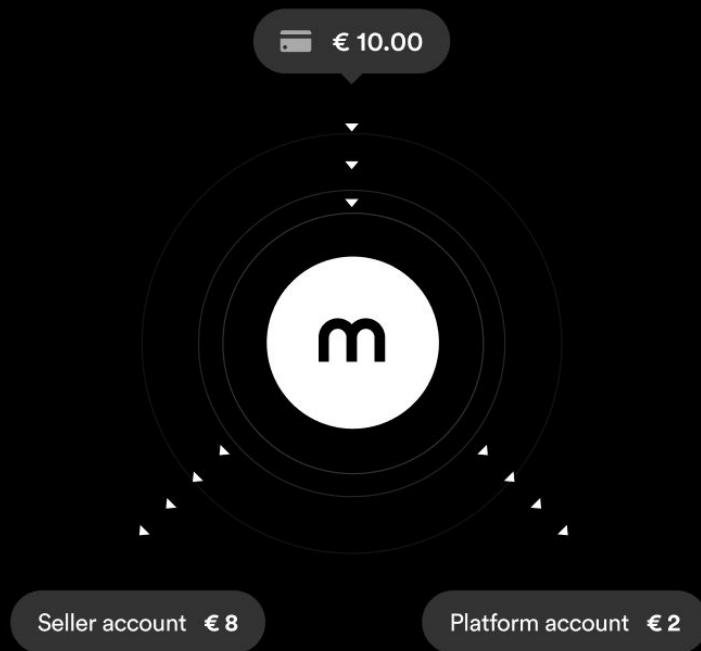 € 10.00
m
Seller account € 8
Platform account € 2